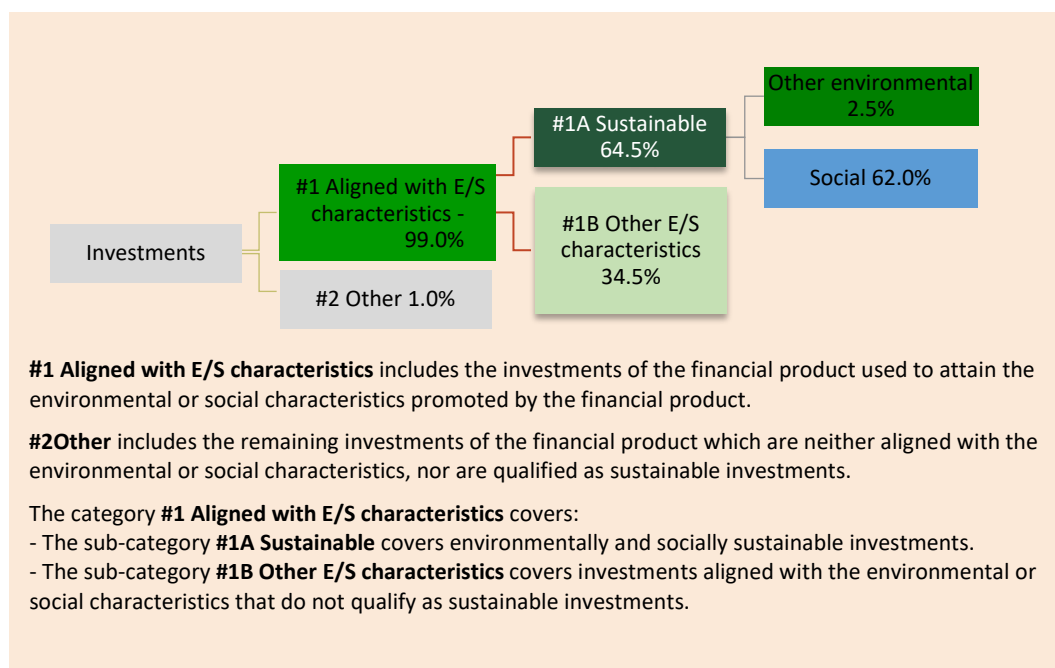 Other environmental
2.5%
#1A Sustainable
64.5%
Social 62.0%
#1 Aligned with E/S
characteristics -
99.0%
#1B Other E/S
characteristics
34.5%
Investments
#2 Other 1.0%
#1 Aligned with E/S characteristics includes the investments of the financial product used to attain the
environmental or social characteristics promoted by the financial product.
#2Other includes the remaining investments of the financial product which are neither aligned with the
environmental or social characteristics, nor are qualified as sustainable investments.
The category #1 Aligned with E/S characteristics covers:
- The sub-category #1A Sustainable covers environmentally and socially sustainable investments.
- The sub-category #1B Other E/S characteristics covers investments aligned with the environmental or
social characteristics that do not qualify as sustainable investments.